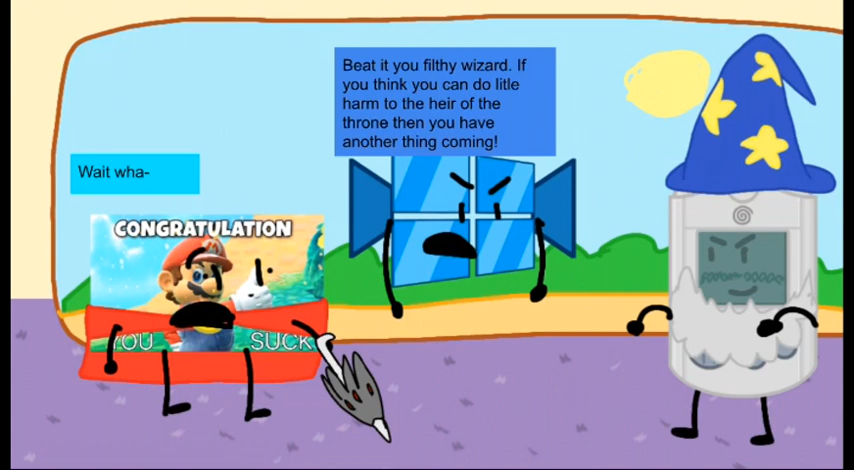 Beat it you filthy wizard. If
you think you can do litle
harm to the heir of the
throne then you have
another thing coming!
Wait wha-
CONGRATULATION
YOU SUCK